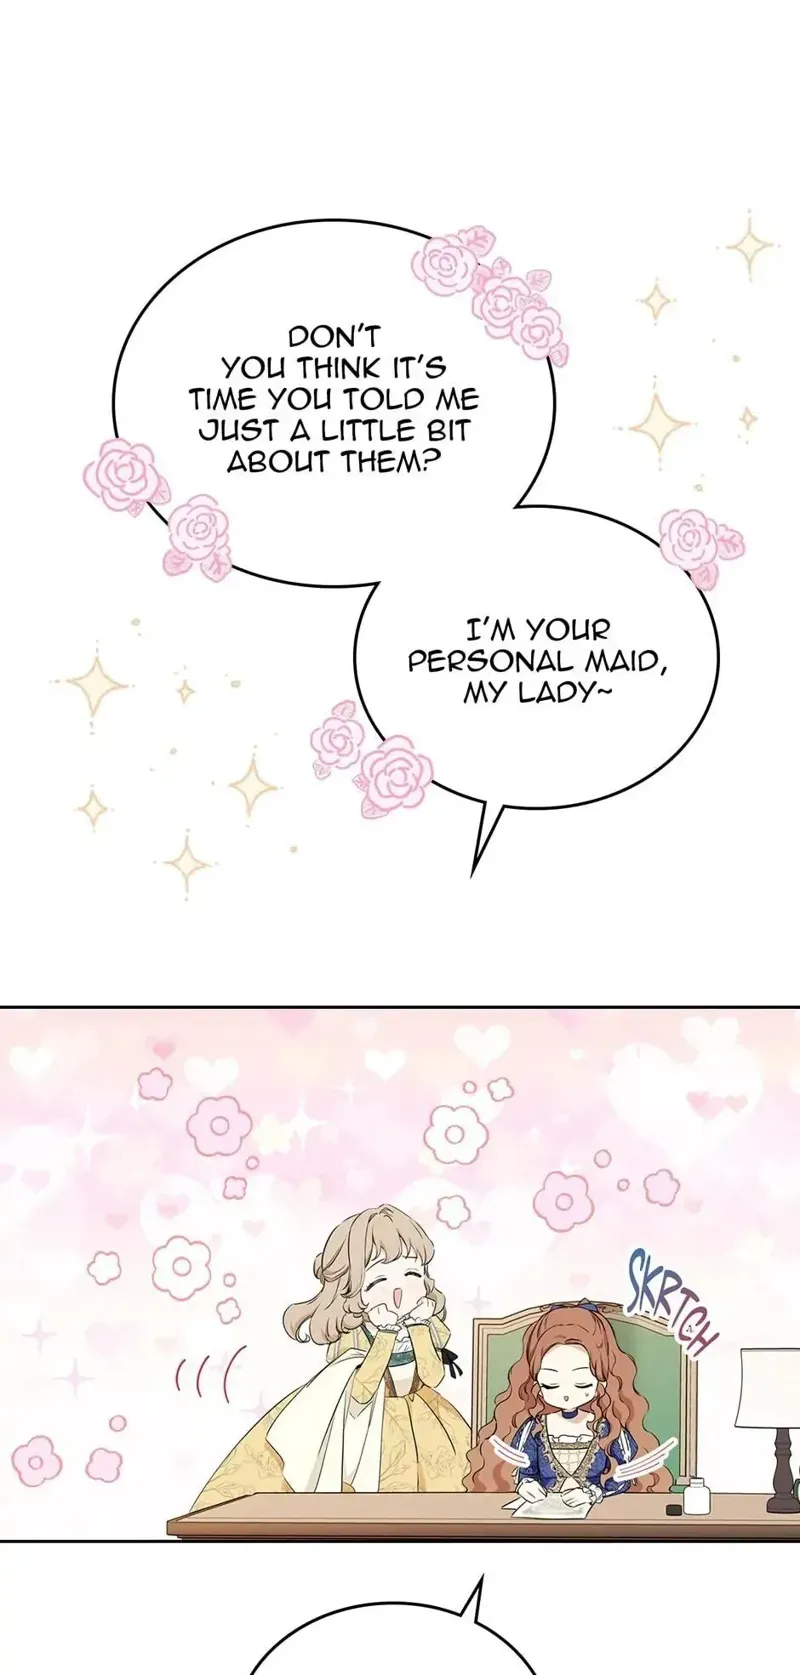 DON'T
YOU THINK IT'S
TIME YOU TOLD ME
JUST A LITTLE BIT
ABOUT THEM?
I'M YOUR
PERSONAL MAID,
MY LADY~
SKRTCH